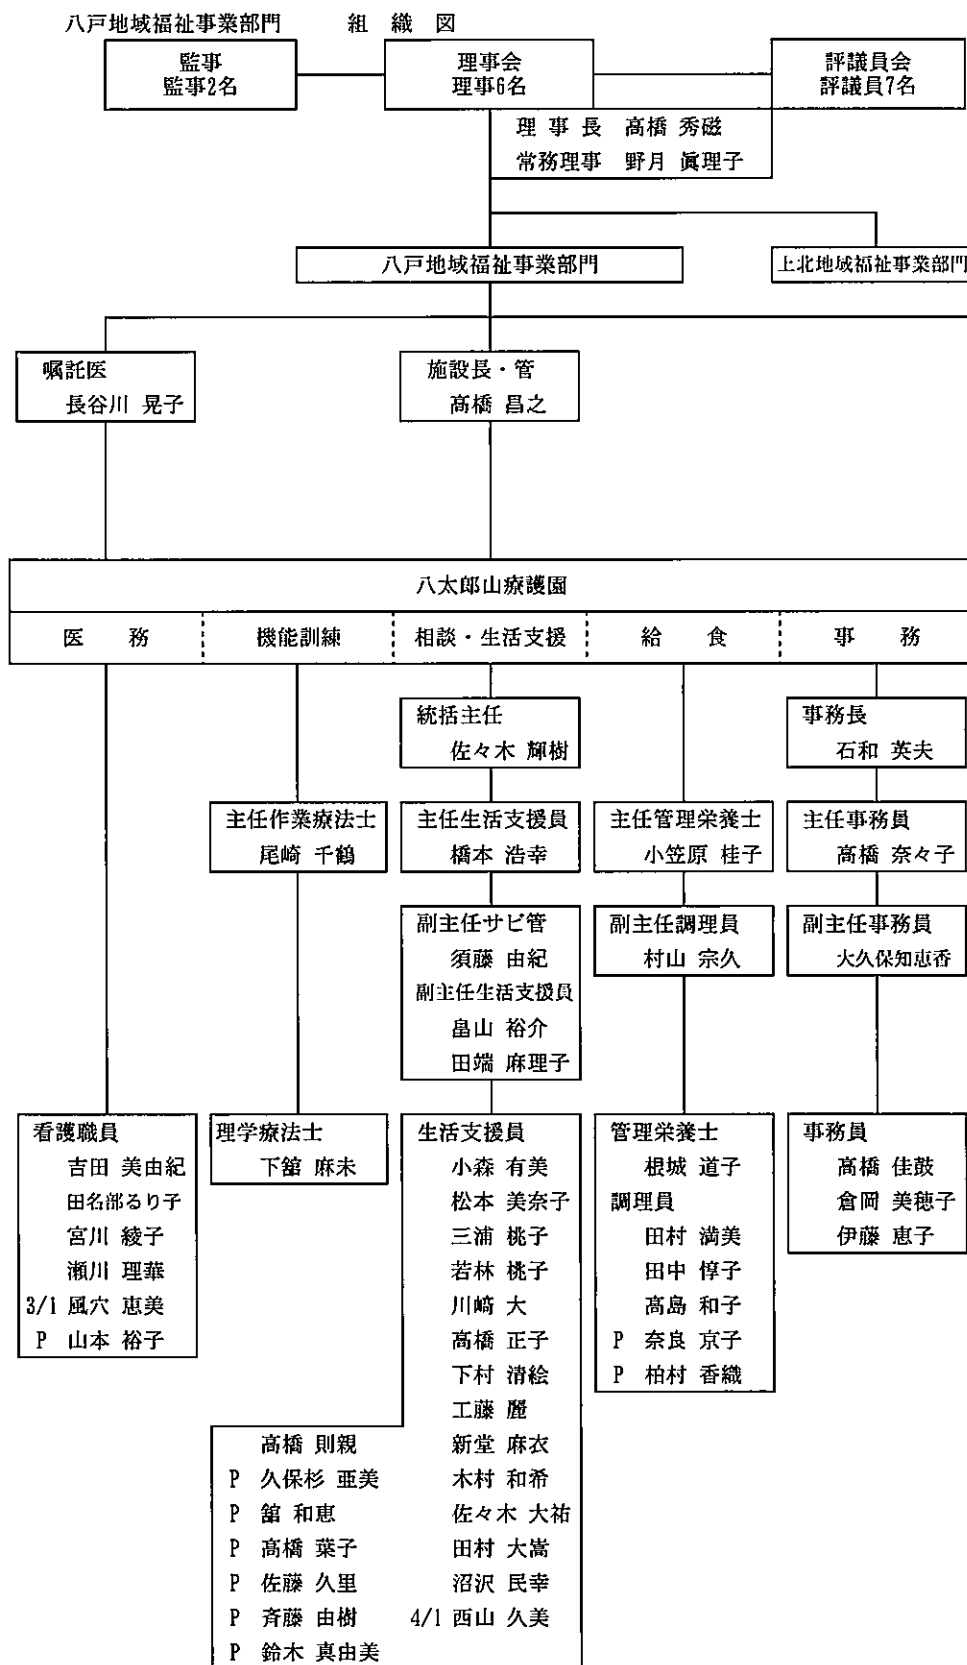 八戸地域福祉事業部門 組織図
監事
監事2名
理事会
理事6名
評議員会
評議員7名
理事長 高橋 秀磁
常務理事 野月 眞理子
八戸地域福祉事業部門
上北地域福祉事業部門
嘱託医
長谷川 晃子
施設長・管
高橋 昌之
八太郎山療護園
医務
機能訓練
相談・生活支援
給食
事務
統括主任
佐々木 輝樹
事務長
石和 英夫
主任作業療法士
尾崎 千鶴
主任生活支援員
橋本 浩幸
主任管理栄養士
小笠原 桂子
主任事務員
高橋 奈々子
副主任サビ管
須藤 由紀
副主任生活支援員
畠山 裕介
田端 麻理子
副主任調理員
村山 宗久
副主任事務員
大久保知恵香
看護職員
吉田 美由紀
田名部るり子
宮川 綾子
瀬川 理華
3/1 風穴 恵美
P 山本 裕子
理学療法士
下舘 麻未
生活支援員
小森 有美
松本 美奈子
三浦 桃子
若林 桃子
川﨑 大
高橋 正子
下村 清絵
工藤 麗
新堂 麻衣
木村 和希
佐々木 大祐
田村 大嵩
沼沢 民幸
4/1 西山 久美
高橋 則親
P 久保杉 亜美
P 舘 和恵
P 高橋 葉子
P 佐藤 久里
P 斉藤 由樹
P 鈴木 真由美
管理栄養士
根城 道子
調理員
田村 満美
田中 惇子
高島 和子
P 奈良 京子
P 柏村 香織
事務員
高橋 佳鼓
倉岡 美穂子
伊藤 恵子